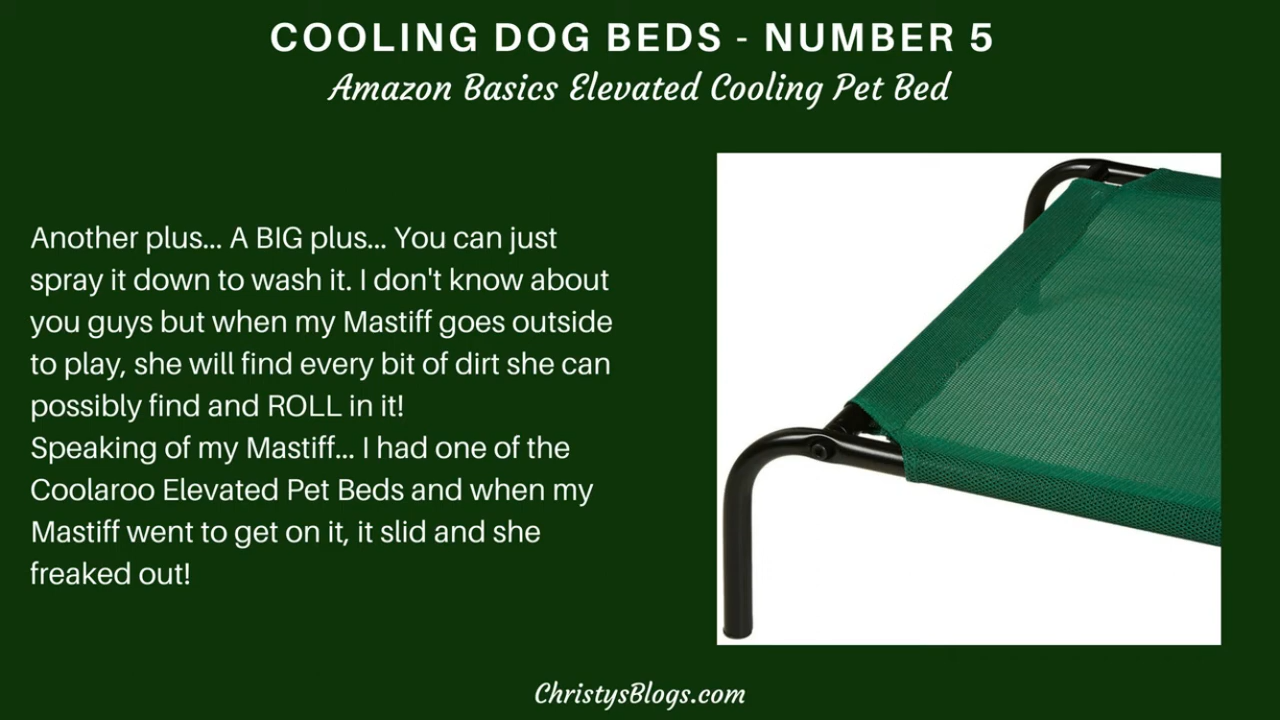 COOLING DOG BEDS - NUMBER 5
Amazon Basics Elevated Cooling Pet Bed
Another plus... A BIG plus... You can just
spray it down to wash it. I don't know about
you guys but when my Mastiff goes outside
to play, she will find every bit of dirt she can
possibly find and ROLL in it!
Speaking of my Mastiff... I had one of the
Coolaroo Elevated Pet Beds and when my
Mastiff went to get on it, it slid and she
freaked out!
ChristysBlogs.com